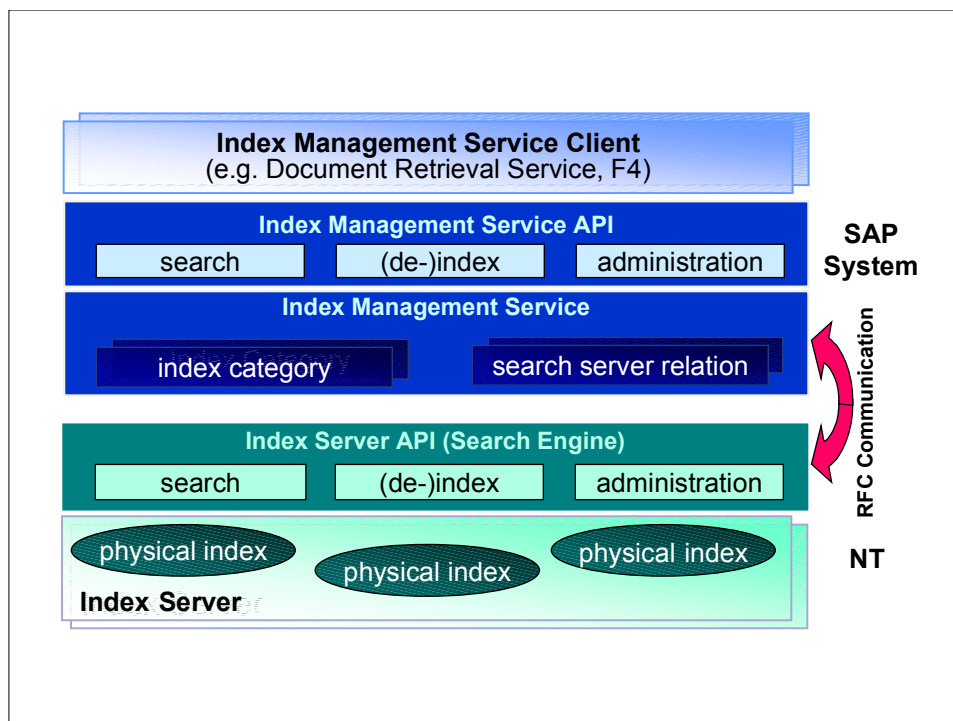 Index Management Service Client
(e.g. Document Retrieval Service, F4)
Index Management Service API
search
(de-)index
administration
SAP
System
Index Management Service
index category
search server relation
RFC Communication
Index Server API (Search Engine)
search
(de-)index
administration
physical index
physical index
physical index
NT
Index Server